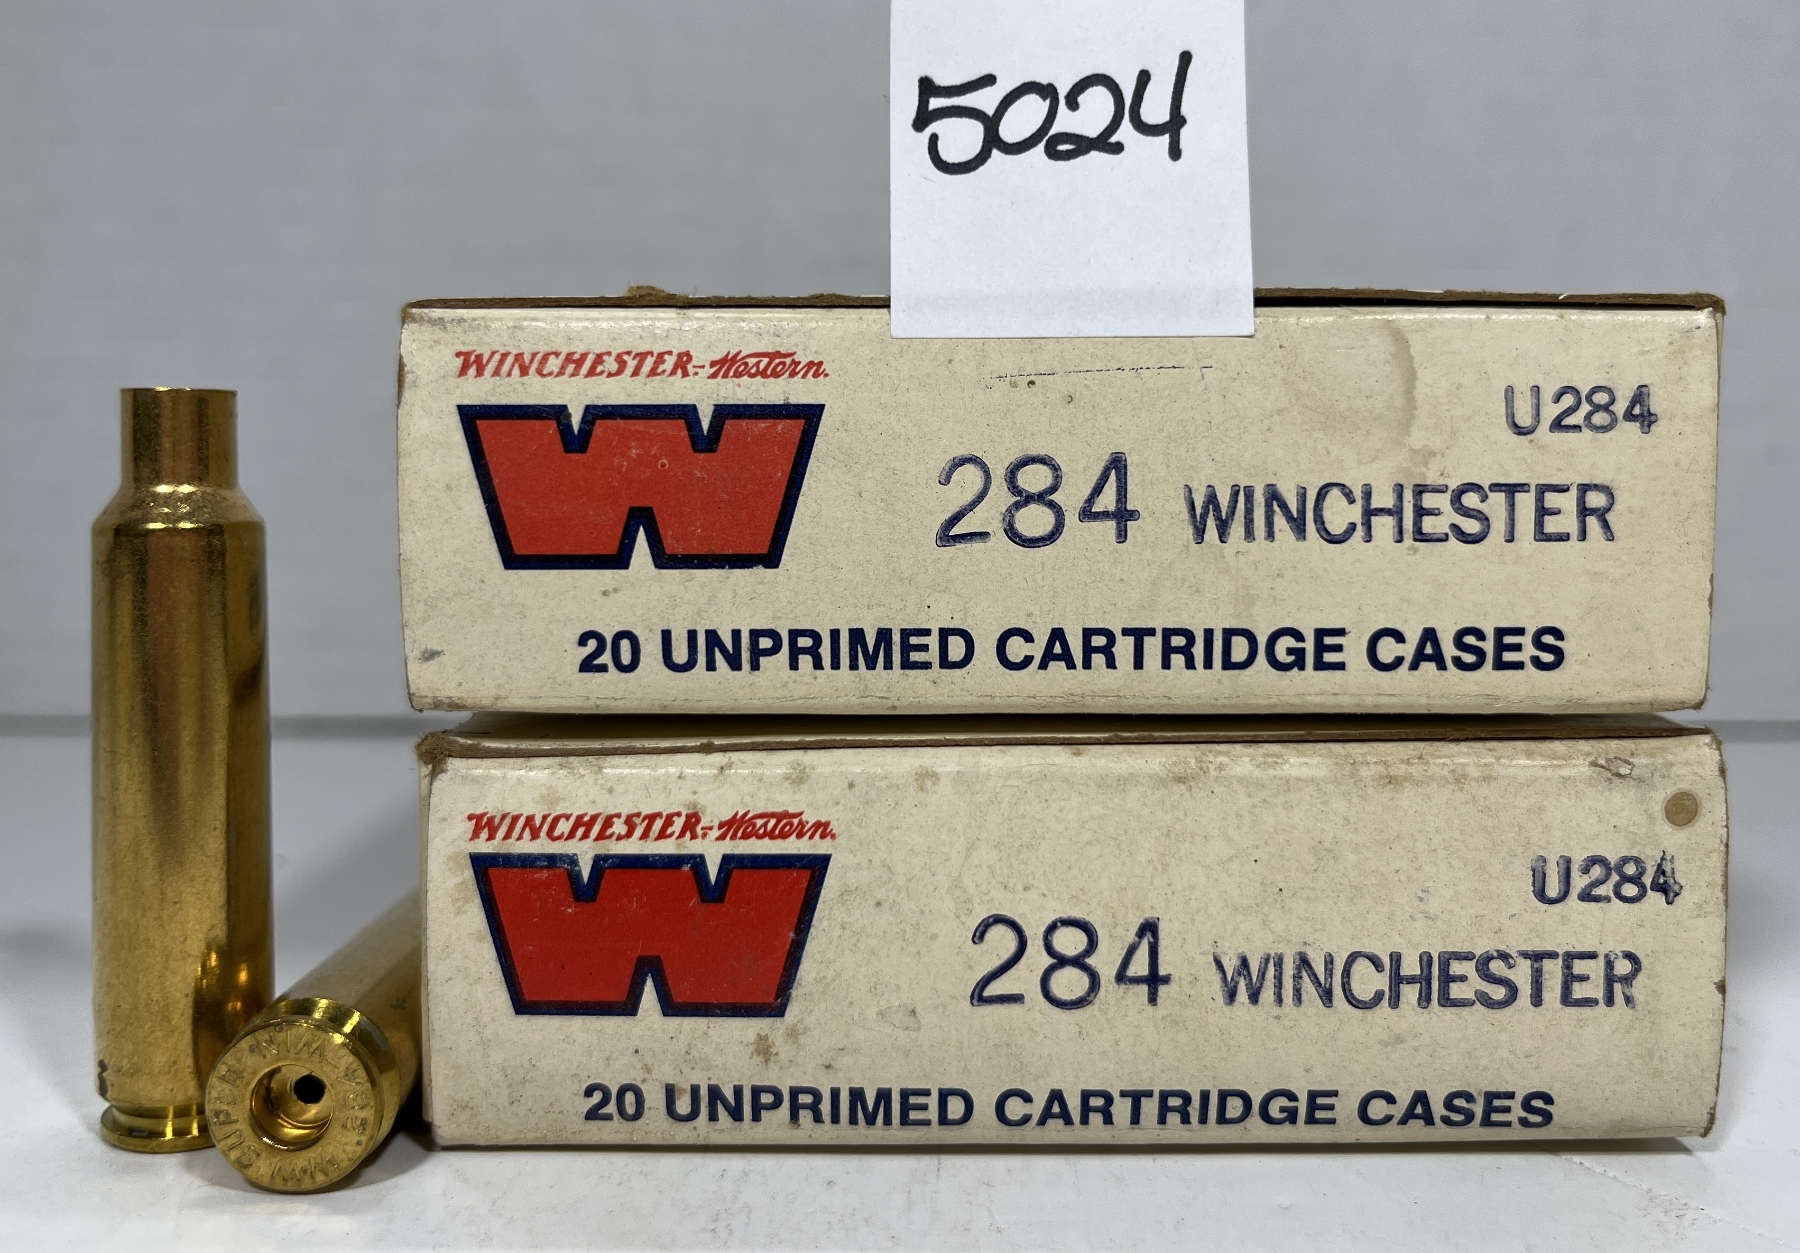 5024
WINCHESTER-Western.
W
U284
284 WINCHESTER
20 UNPRIMED CARTRIDGE CASES
WINCHESTER-Western.
W
U284
284 WINCHESTER
20 UNPRIMED CARTRIDGE CASES
W-W SUPER